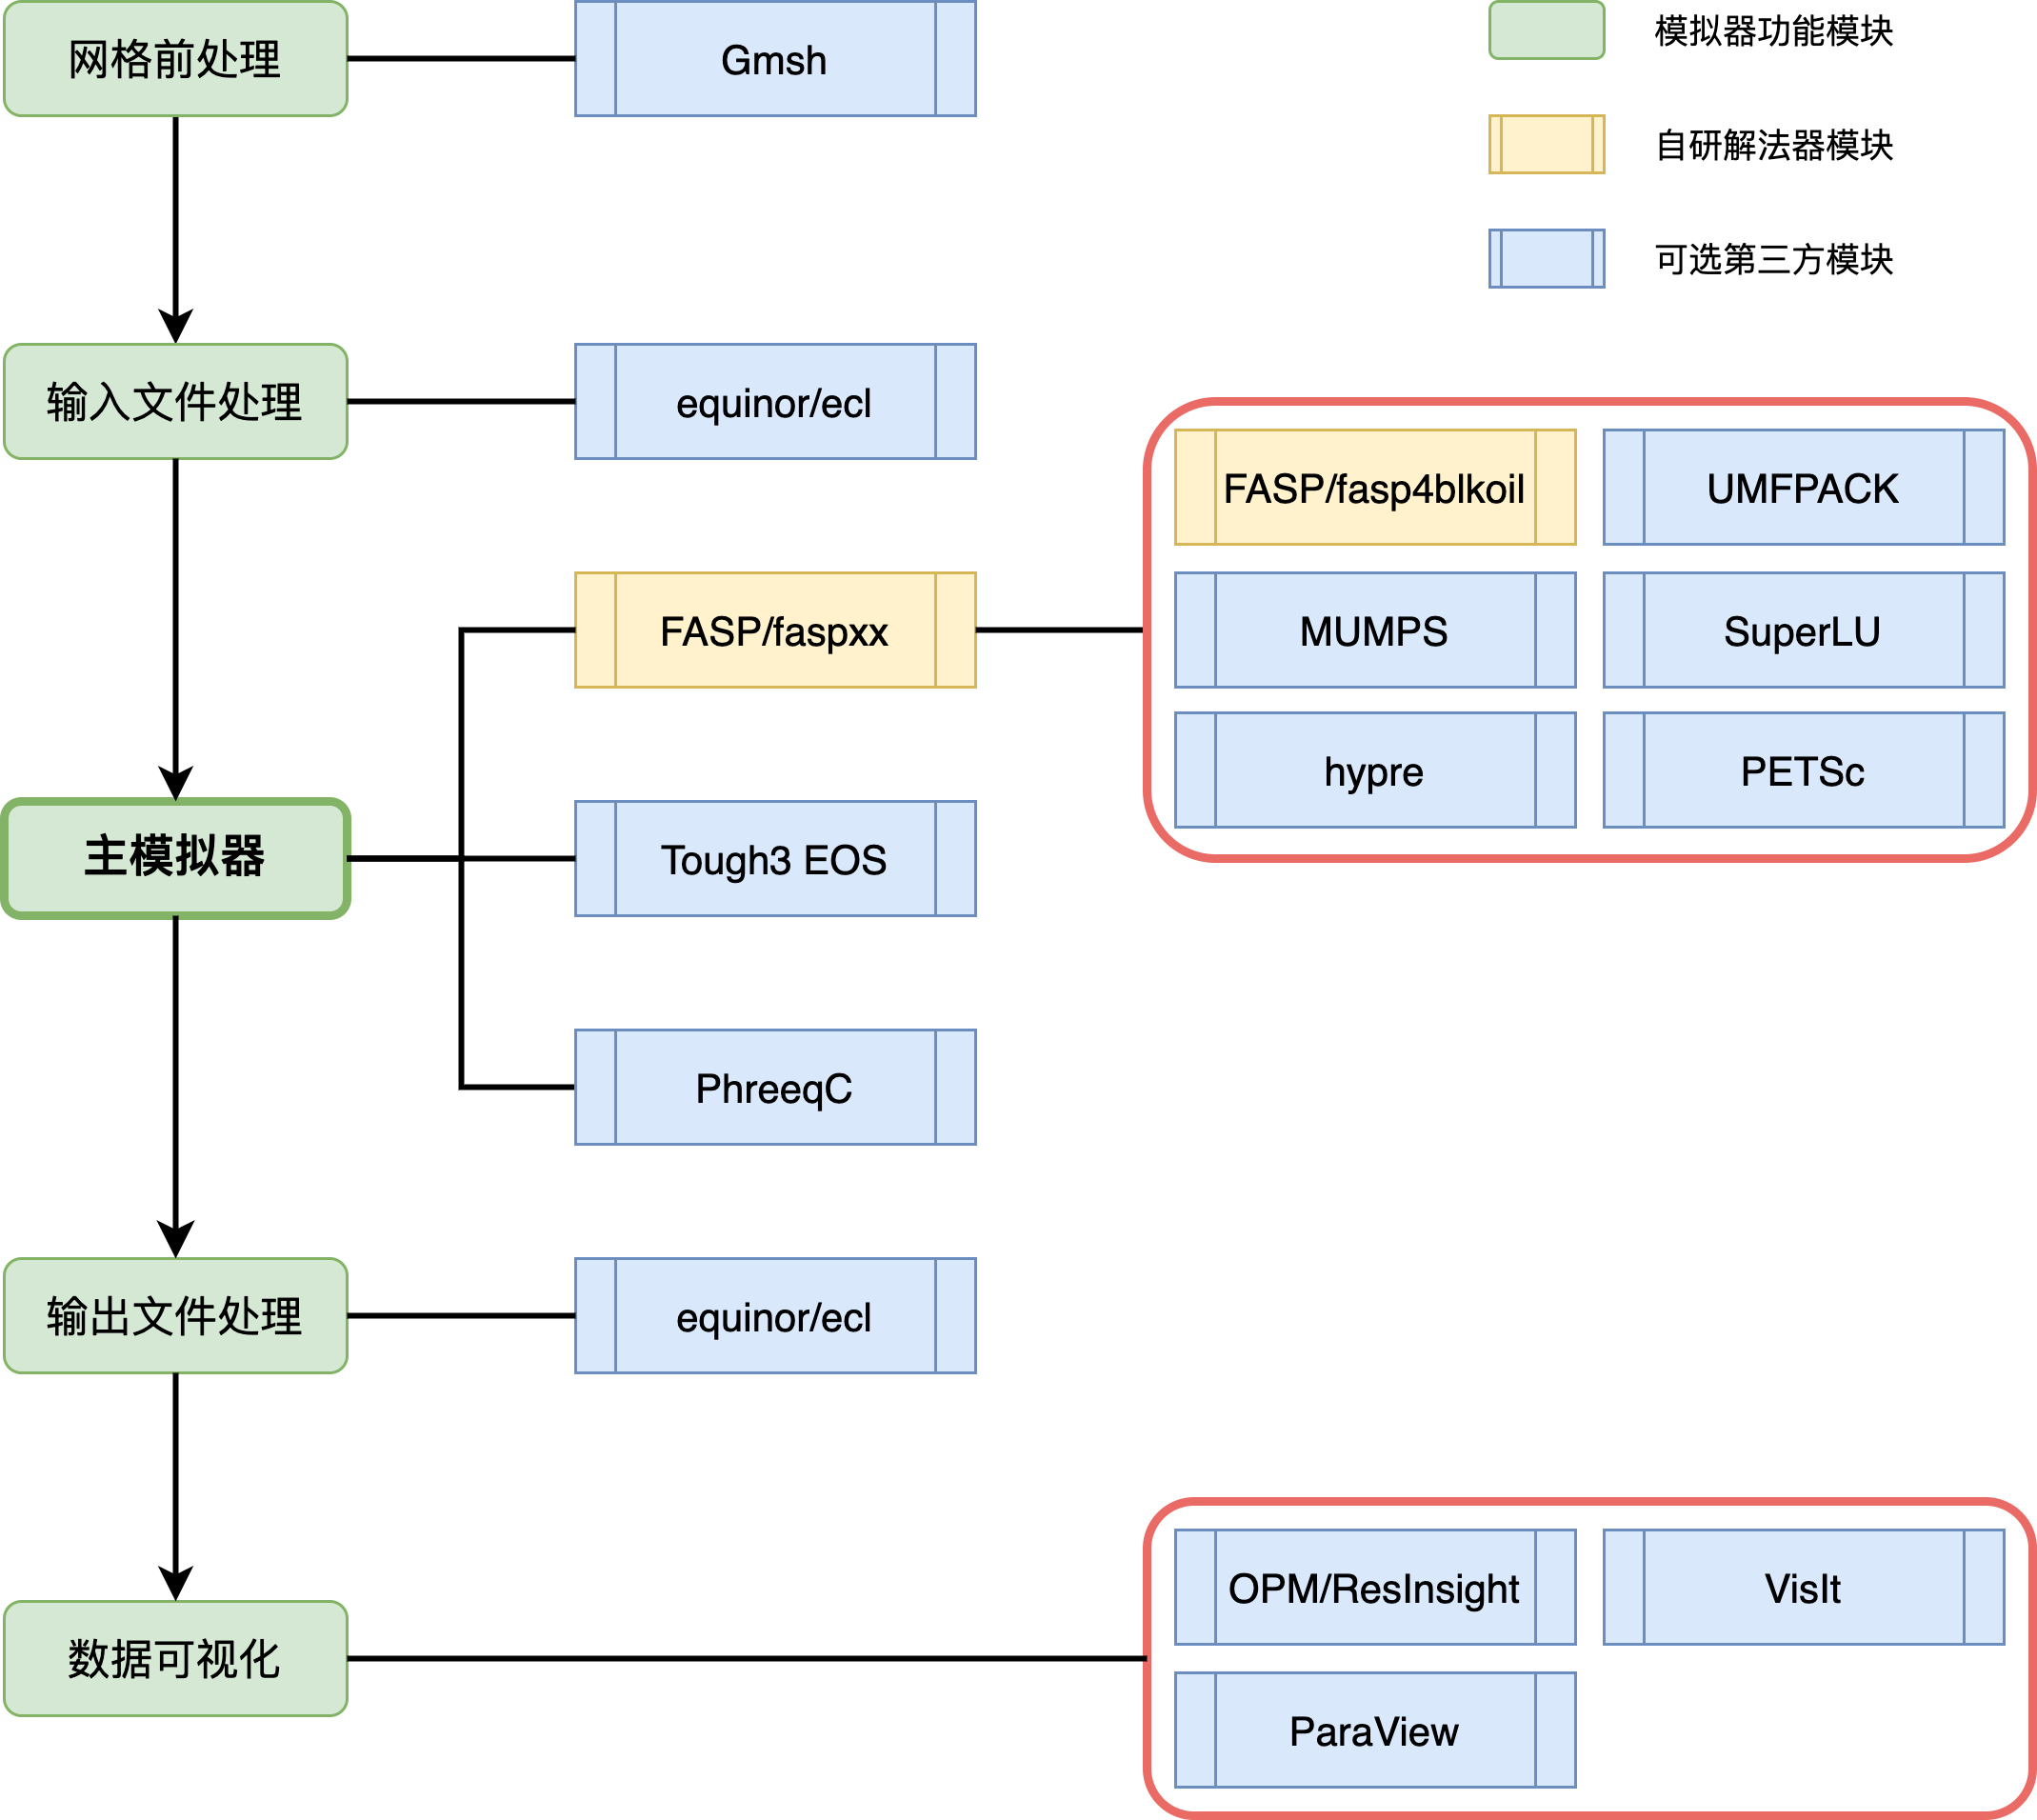 网格前处理
Gmsh
模拟器功能模块
自研解法器模块
可选第三方模块
输入文件处理
equinor/ecl
FASP/fasp4blkoil
UMFPACK
FASP/faspxx
MUMPS
SuperLU
hypre
PETSc
主模拟器
Tough3 EOS
PhreeqC
输出文件处理
equinor/ecl
OPM/ResInsight
VisIt
数据可视化
ParaView